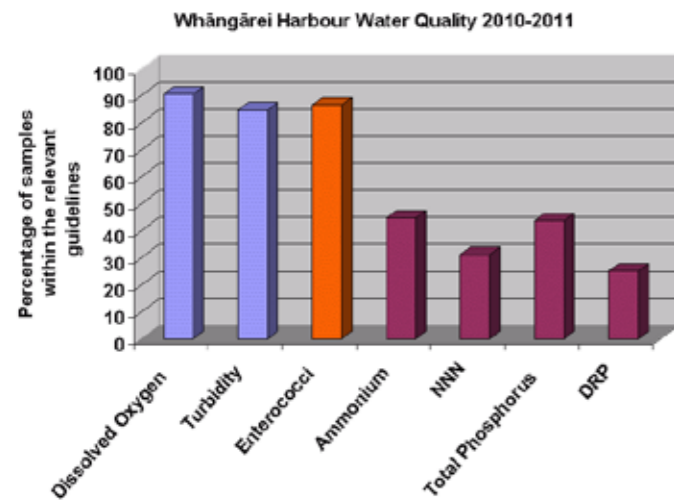 Whāngārei Harbour Water Quality 2010-2011
Percentage of samples
within the relevant
guidelines
100
90
80
70
60
50
40
30
20
10
0
Dissolved Oxygen
Turbidity
Enterococci
Ammonium
NNN
Total Phosphorus
DRP